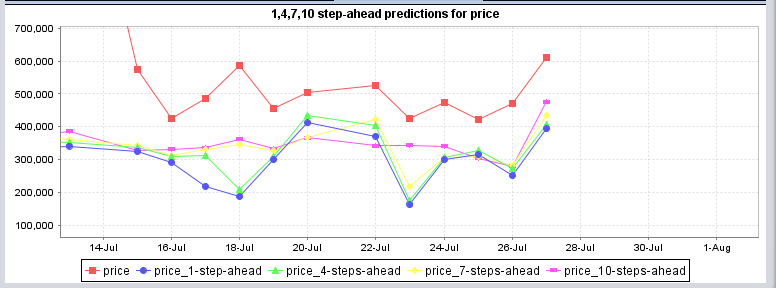 1,4,7,10 step-ahead predictions for price
700,000
600,000
500,000
400,000
300,000
200,000
100,000
14-Jul 16-Jul 18-Jul 20-Jul 22-Jul 24-Jul 26-Jul 28-Jul 30-Jul 1-Aug
price price_1-step-ahead price_4-steps-ahead price_7-steps-ahead price_10-steps-ahead